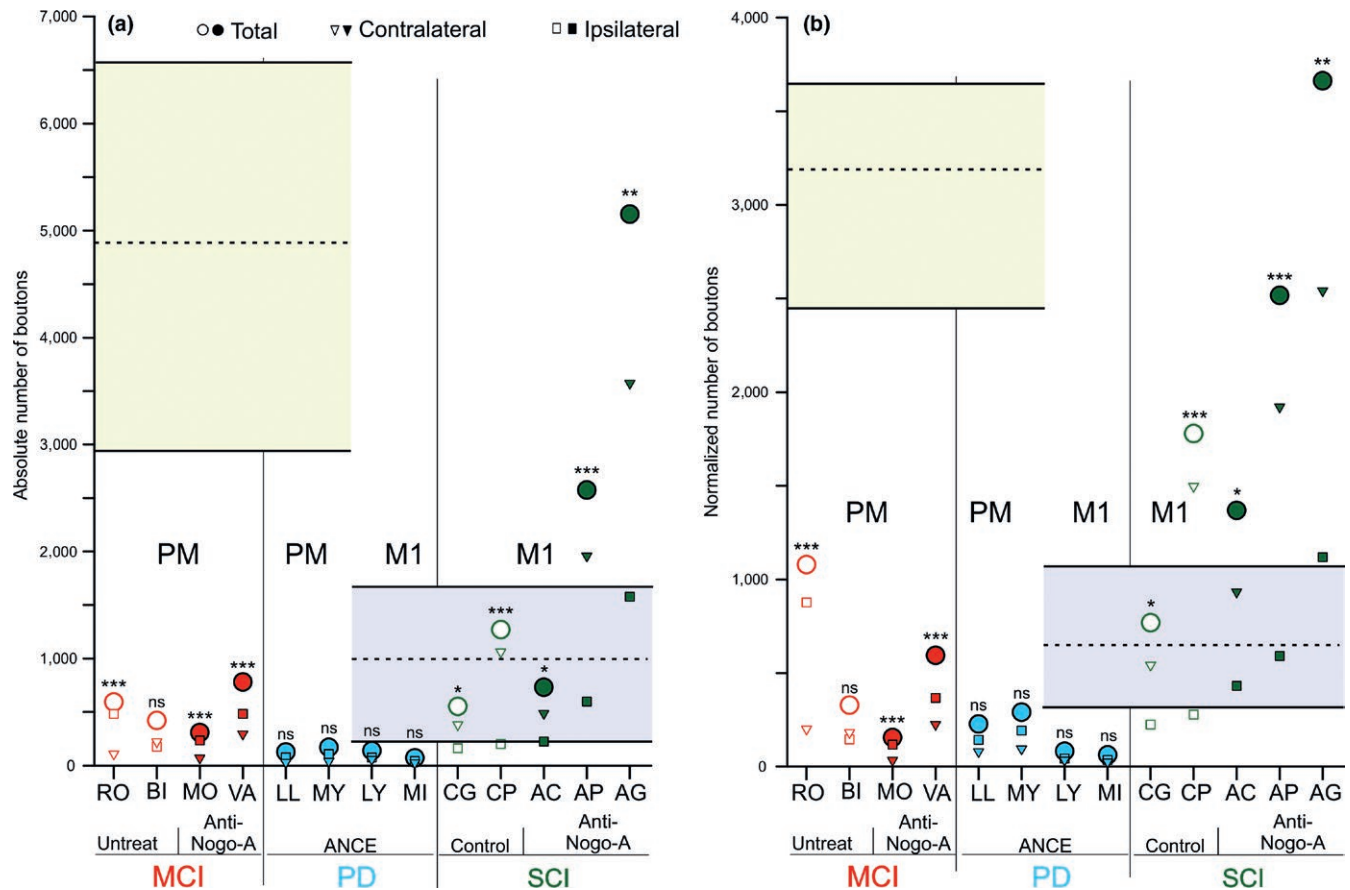 (a)
Total
Contralateral
Ipsilateral
Absolute number of boutons
7,000
6,000
5,000
4,000
3,000
2,000
1,000
0
**
***
***
***
*
*
***
ns
***
***
ns
ns
ns
ns
PM
PM
M1
M1
RO BI MO VA LL MY LY MI CG CP AC AP AG
Untreat
Anti-
Nogo-A
ANCE
Control
Anti-
Nogo-A
MCI PD SCI
(b)
Normalized number of boutons
4,000
3,000
2,000
1,000
0
**
***
***
*
***
*
***
ns
***
ns
ns
ns
ns
***
PM
PM
M1
M1
RO BI MO VA LL MY LY MI CG CP AC AP AG
Untreat
Anti-
Nogo-A
ANCE
Control
Anti-
Nogo-A
MCI PD SCI